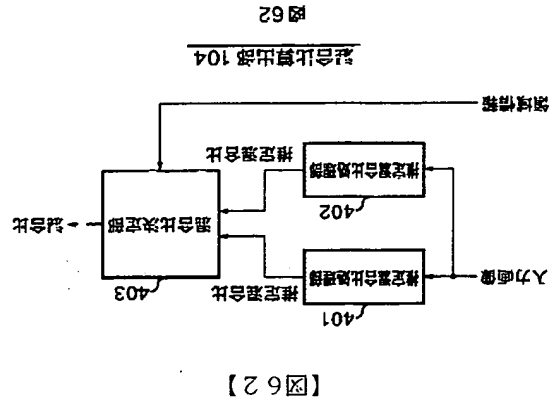 【図62】
401
入力画像
推定混合比処理部
推定混合比
403
402
推定混合比処理部
推定混合比
混合比決定部
混合比
領域情報
混合比算出部 104
図62